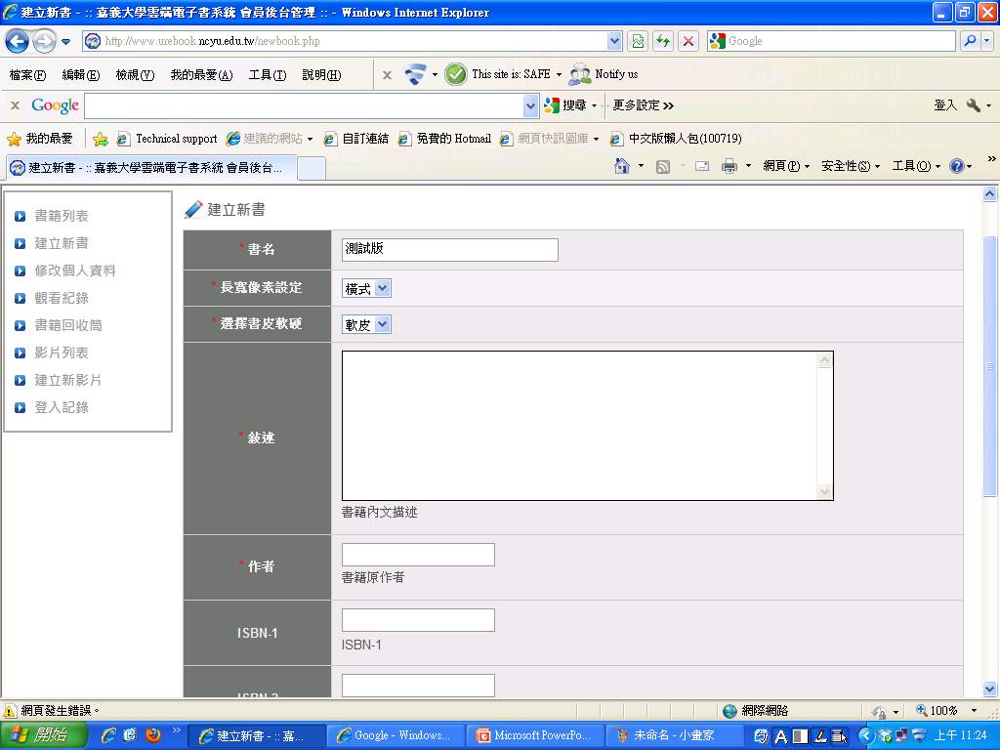 建立新書 - :: 嘉義大學雲端電子書系統 會員後台管理 :: - Windows Internet Explorer
http://www.urebook.ncyu.edu.tw/newbook.php
Google
檔案(F) 編輯(E) 檢視(V) 我的最愛(A) 工具(T) 說明(H)
This site is: SAFE
Notify us
Google
搜尋
更多設定 »
登入
我的最愛
Technical support
建議的網站
自訂連結
免費的 Hotmail
網頁快訊圖庫
中文版懶人包(100719)
建立新書 - :: 嘉義大學雲端電子書系統 會員後台...
網頁(P)
安全性(S)
工具(O)
書籍列表
建立新書
修改個人資料
觀看紀錄
書籍回收筒
影片列表
建立新影片
登入記錄
建立新書
* 書名
測試版
* 長寬像素設定
橫式
* 選擇書皮軟硬
軟皮
* 敘述
書籍內文描述
* 作者
書籍原作者
ISBN-1
ISBN-1
ISBN-2
網頁發生錯誤。
網際網路
100%
開始
建立新書 - :: 嘉...
Google - Windows...
Microsoft PowerPo...
未命名 - 小畫家
上午 11:24